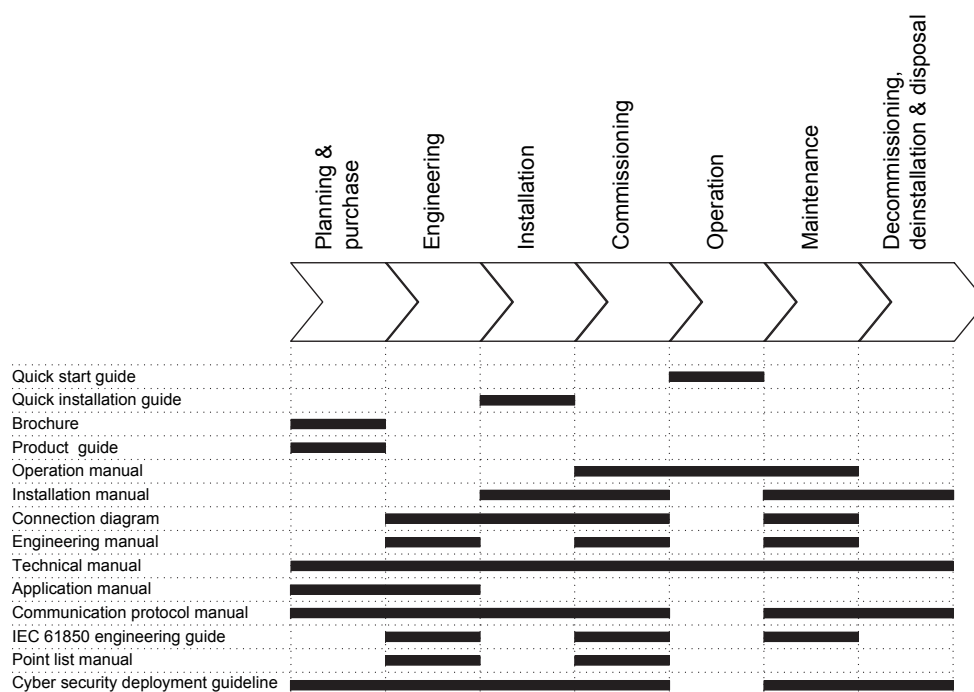 Planning &
purchase
Engineering
Installation
Commissioning
Operation
Maintenance
Decommissioning,
deinstallation & disposal
Quick start guide
Quick installation guide
Brochure
Product guide
Operation manual
Installation manual
Connection diagram
Engineering manual
Technical manual
Application manual
Communication protocol manual
IEC 61850 engineering guide
Point list manual
Cyber security deployment guideline